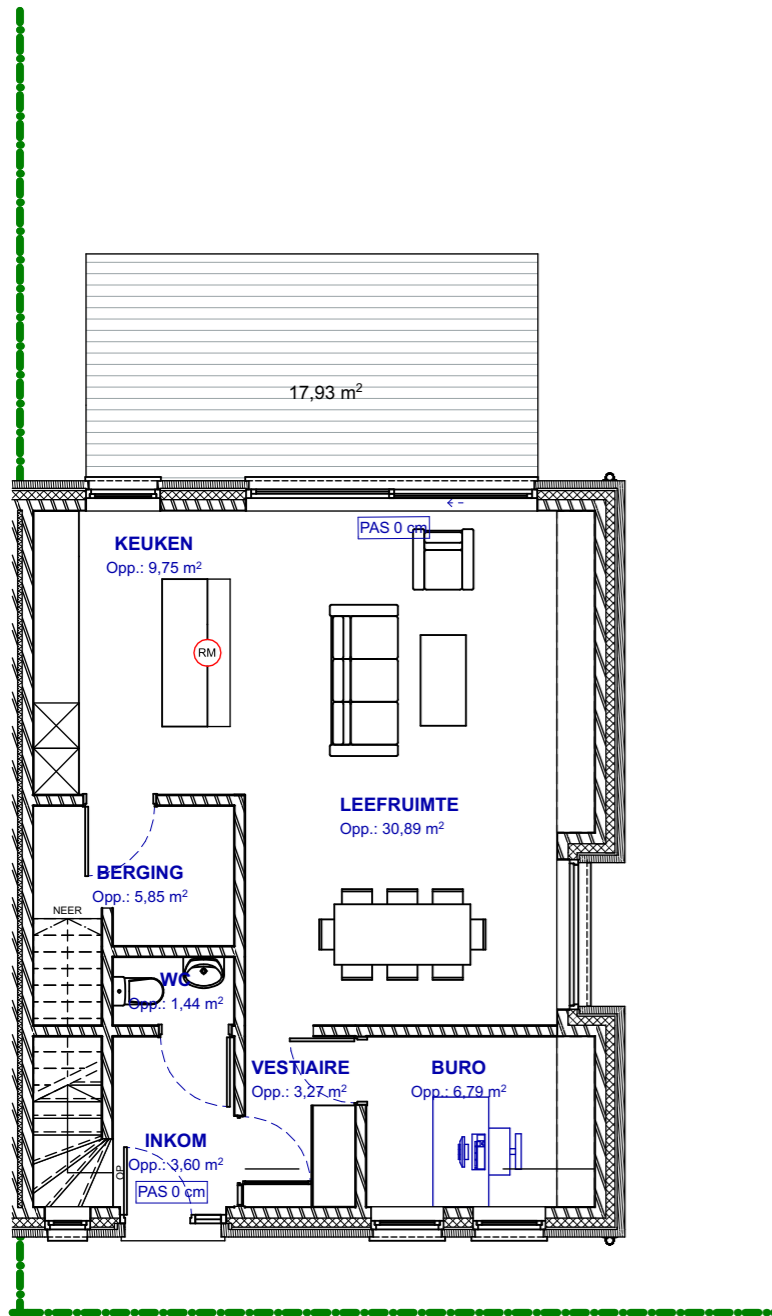 17,93 m²
PAS 0 cm
KEUKEN
Opp.: 9,75 m²
RM
LEEFRUIMTE
Opp.: 30,89 m²
BERGING
Opp.: 5,85 m²
NEER
WC
Opp.: 1,44 m²
VESTIAIRE
Opp.: 3,27 m²
BURO
Opp.: 6,79 m²
INKOM
Opp.: 3,60 m²
OP
PAS 0 cm